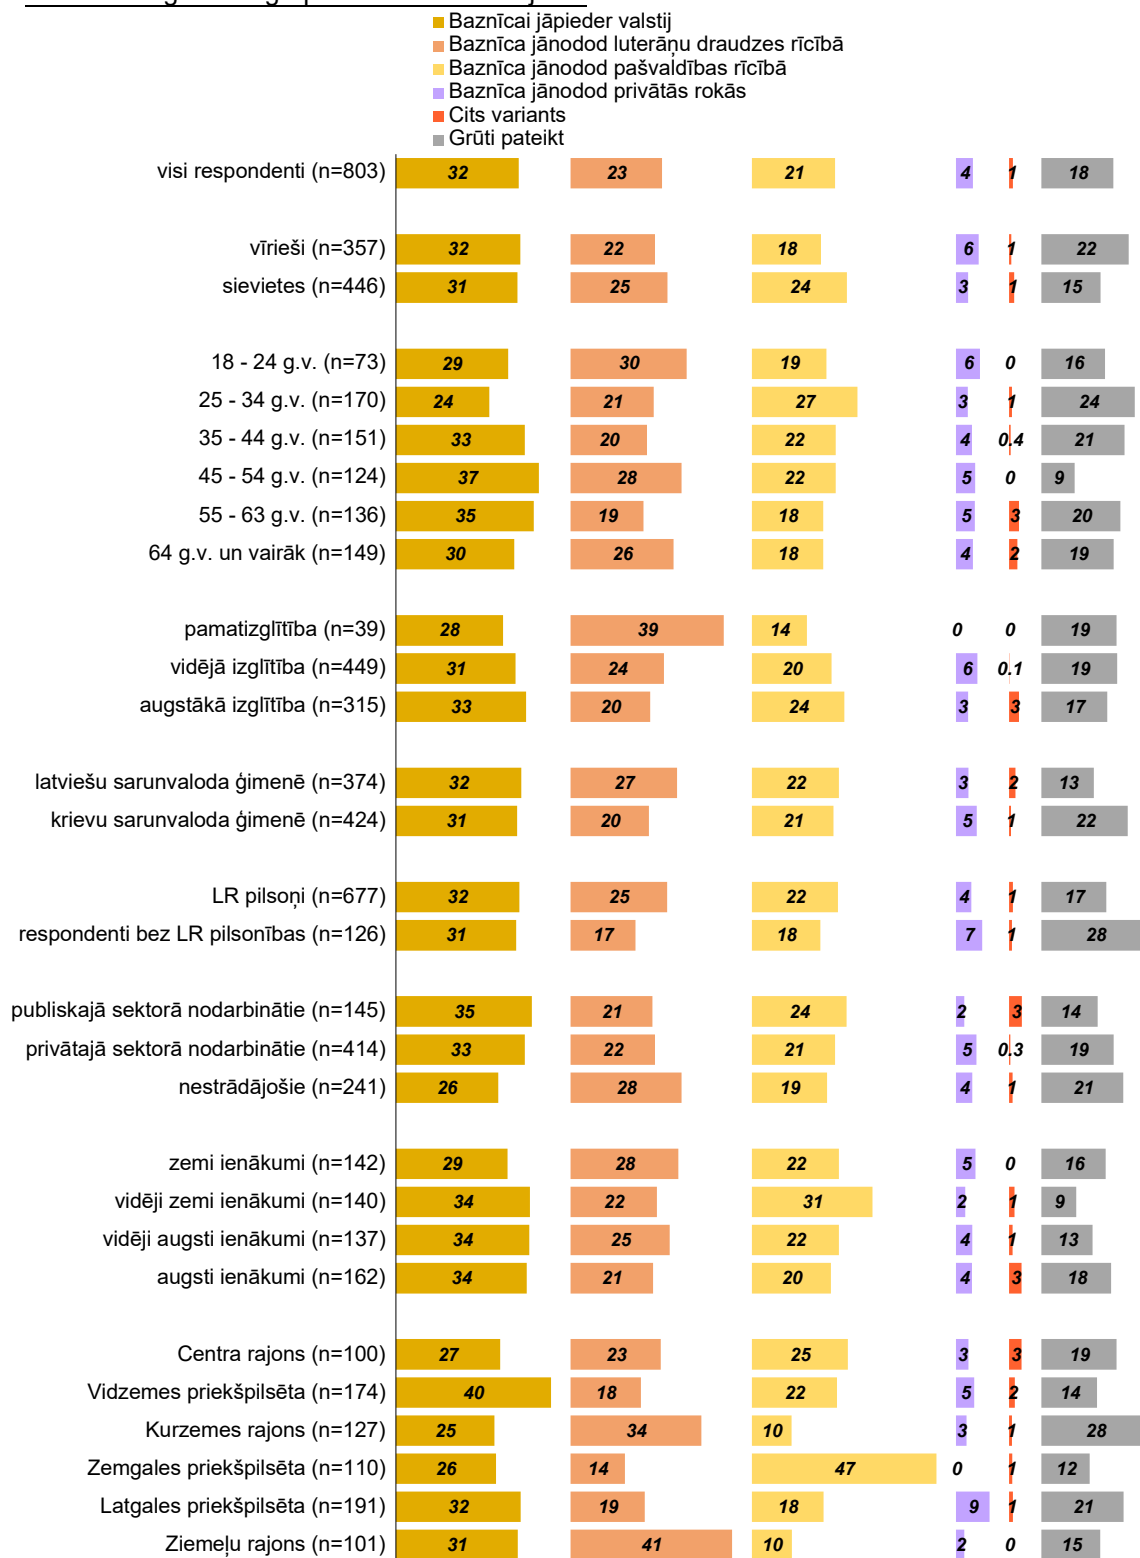 Baznīcai jāpieder valstij
Baznīca jānodod luterāņu draudzes rīcībā
Baznīca jānodod pašvaldības rīcībā
Baznīca jānodod privātās rokās
Cits variants
Grūti pateikt
visi respondenti (n=803) 32 23 21 4 1 18
vīrieši (n=357) 32 22 18 6 1 22
sievietes (n=446) 31 25 24 3 1 15
18 - 24 g.v. (n=73) 29 30 19 6 0 16
25 - 34 g.v. (n=170) 24 21 27 3 1 24
35 - 44 g.v. (n=151) 33 20 22 4 0.4 21
45 - 54 g.v. (n=124) 37 28 22 5 0 9
55 - 63 g.v. (n=136) 35 19 18 5 3 20
64 g.v. un vairāk (n=149) 30 26 18 4 2 19
pamatizglītība (n=39) 28 39 14 0 0 19
vidējā izglītība (n=449) 31 24 20 6 0.1 19
augstākā izglītība (n=315) 33 20 24 3 3 17
latviešu sarunvaloda ģimenē (n=374) 32 27 22 3 2 13
krievu sarunvaloda ģimenē (n=424) 31 20 21 5 1 22
LR pilsoņi (n=677) 32 25 22 4 1 17
respondenti bez LR pilsonības (n=126) 31 17 18 7 1 28
publiskajā sektorā nodarbinātie (n=145) 35 21 24 2 3 14
privātajā sektorā nodarbinātie (n=414) 33 22 21 5 0.3 19
nestrādājošie (n=241) 26 28 19 4 1 21
zemi ienākumi (n=142) 29 28 22 5 0 16
vidēji zemi ienākumi (n=140) 34 22 31 2 1 9
vidēji augsti ienākumi (n=137) 34 25 22 4 1 13
augsti ienākumi (n=162) 34 21 20 4 3 18
Centra rajons (n=100) 27 23 25 3 3 19
Vidzemes priekšpilsēta (n=174) 40 18 22 5 2 14
Kurzemes rajons (n=127) 25 34 10 3 1 28
Zemgales priekšpilsēta (n=110) 26 14 47 0 1 12
Latgales priekšpilsēta (n=191) 32 19 18 9 1 21
Ziemeļu rajons (n=101) 31 41 10 2 0 15